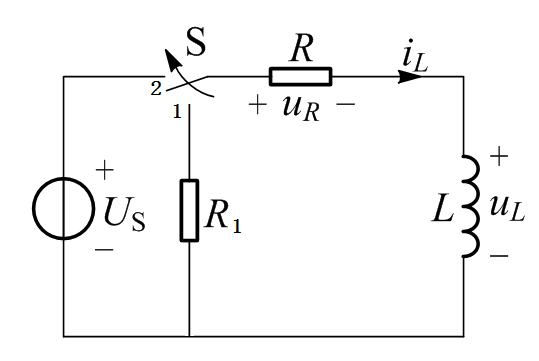 S
R
i_L
2
1
+ u_R −
+
U_S
−
R_1
L
+
u_L
−